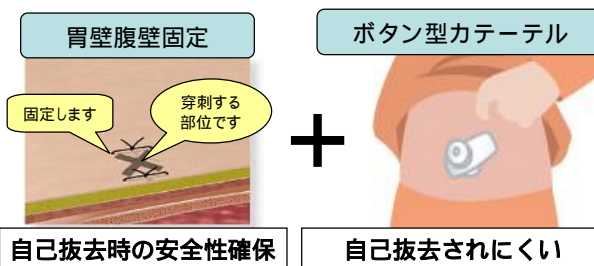 胃壁腹壁固定
ボタン型カテーテル
固定します
穿刺する
部位です
+
自己抜去時の安全性確保
自己抜去されにくい